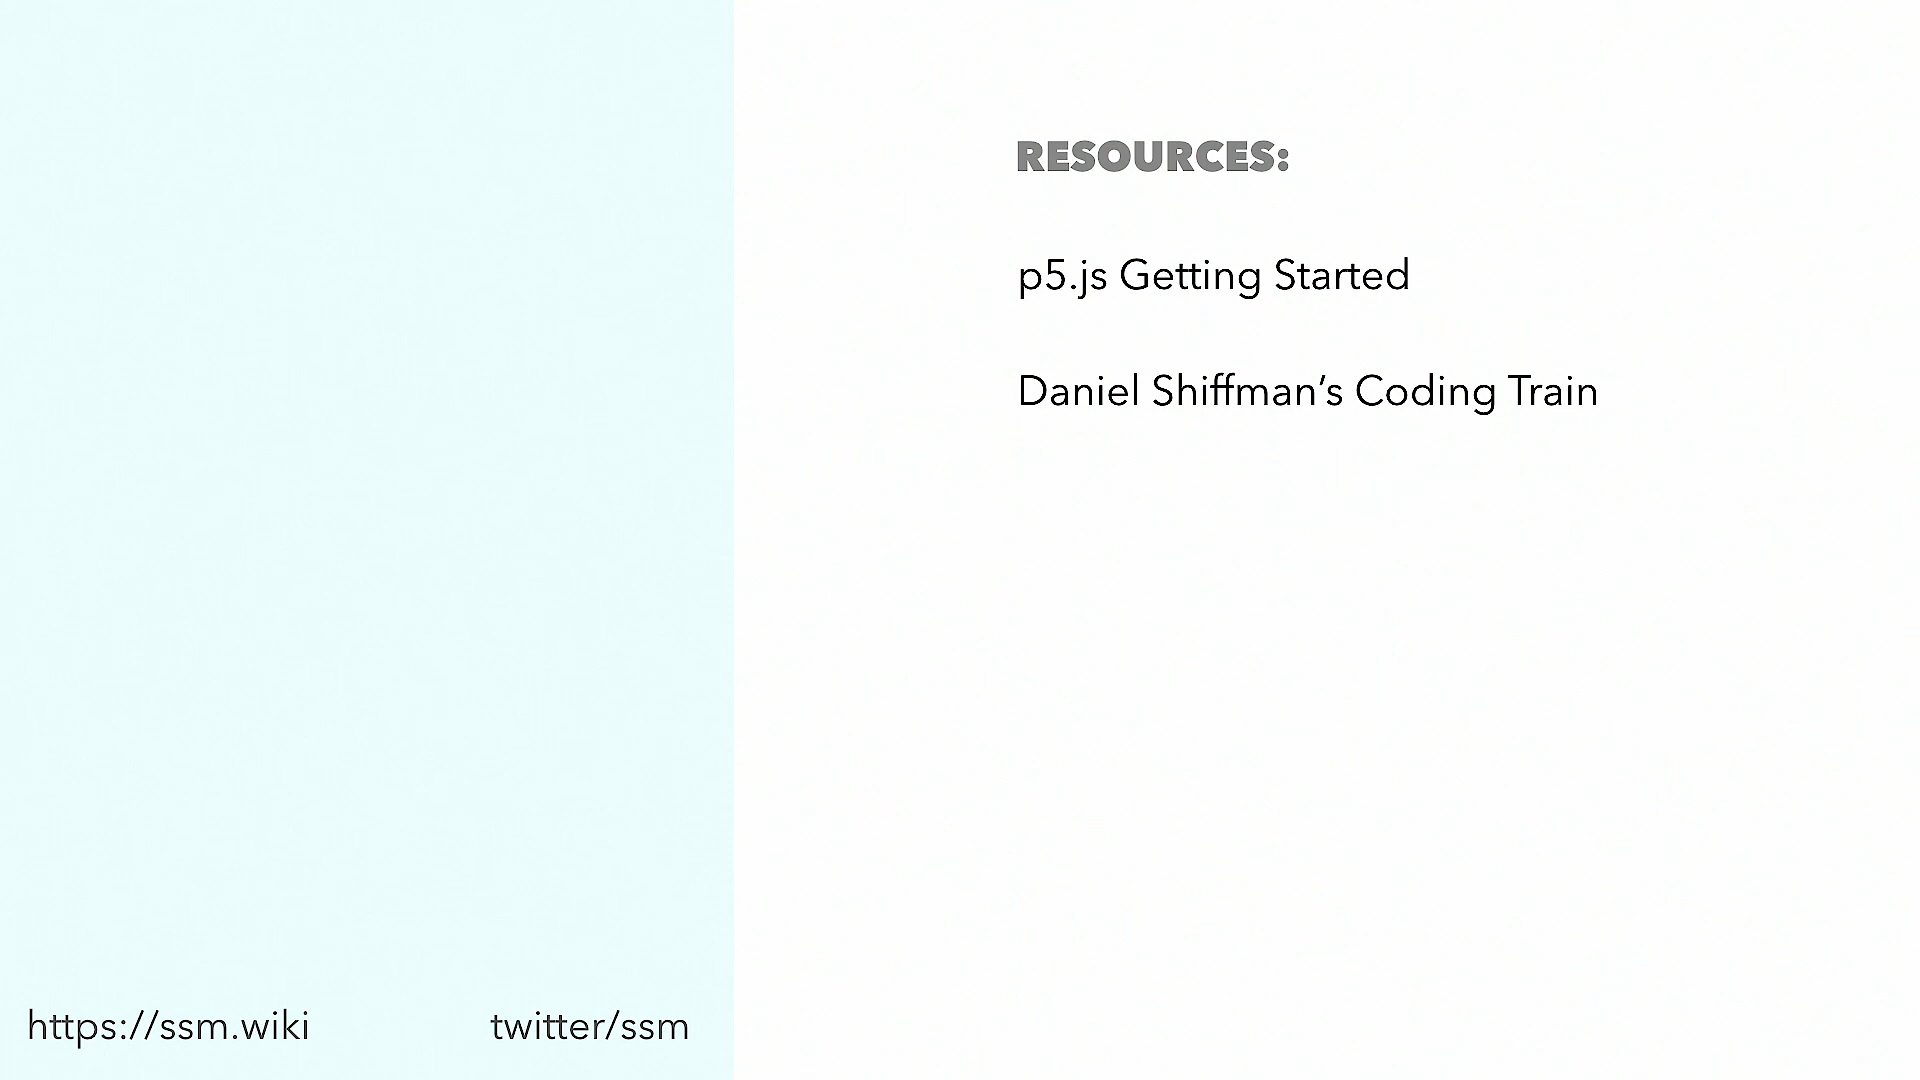 RESOURCES:
p5.js Getting Started
Daniel Shiffman’s Coding Train
https://ssm.wiki
twitter/ssm